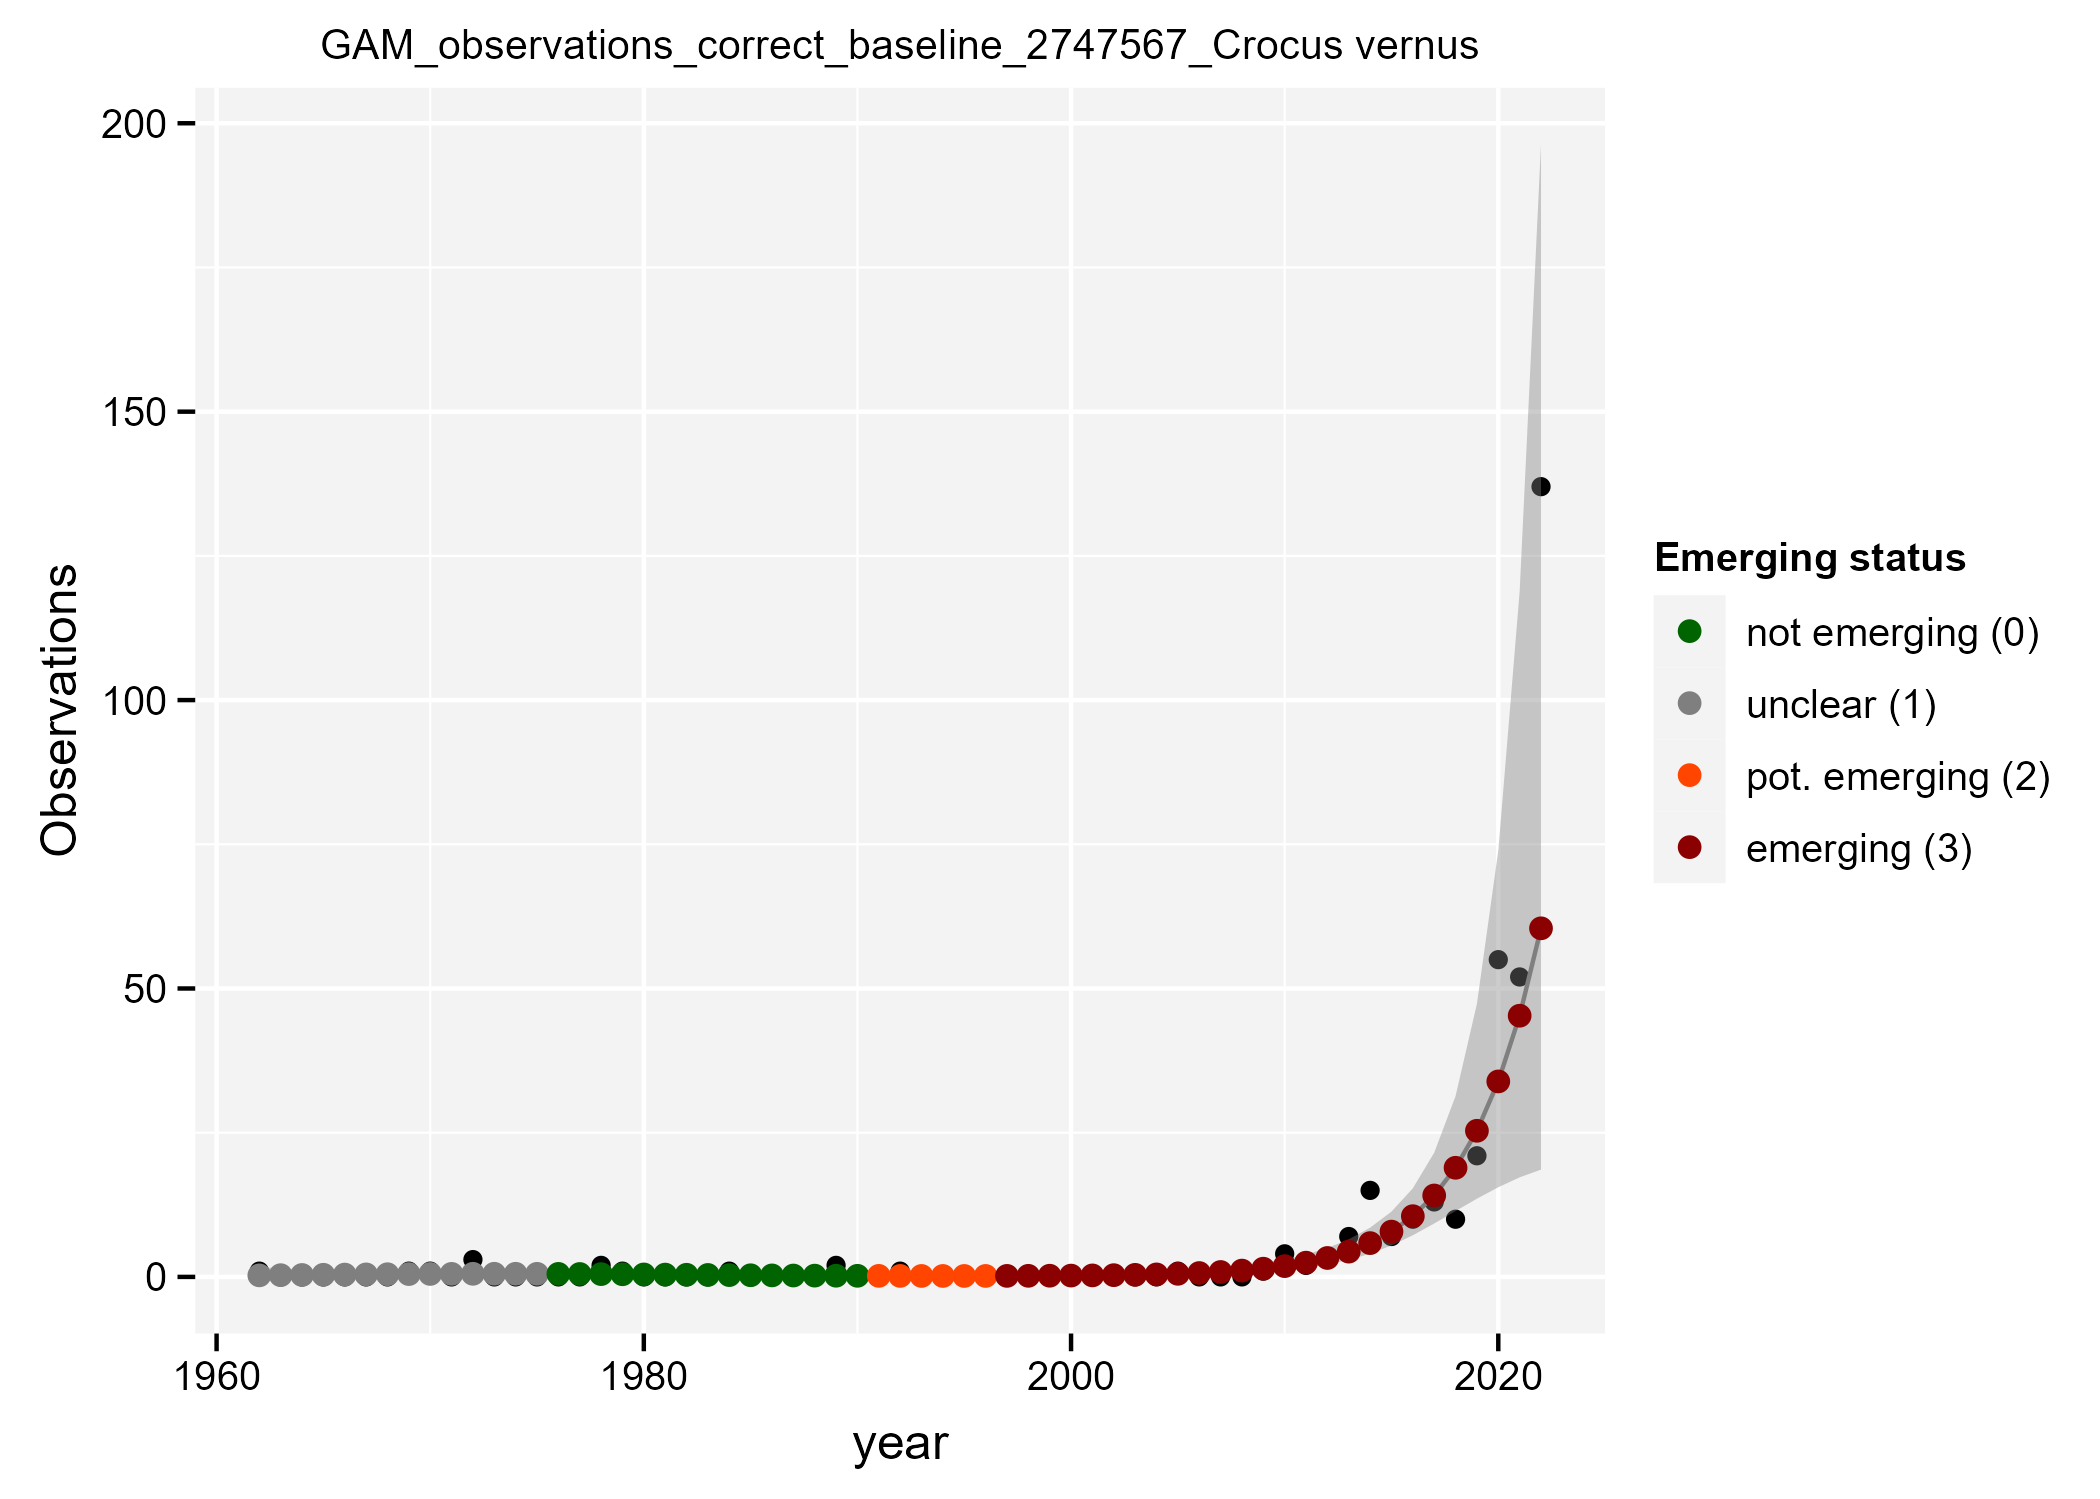 GAM_observations_correct_baseline_2747567_Crocus vernus
200
150
100
50
0
Observations
1960
1980
2000
2020
year
Emerging status
not emerging (0)
unclear (1)
pot. emerging (2)
emerging (3)